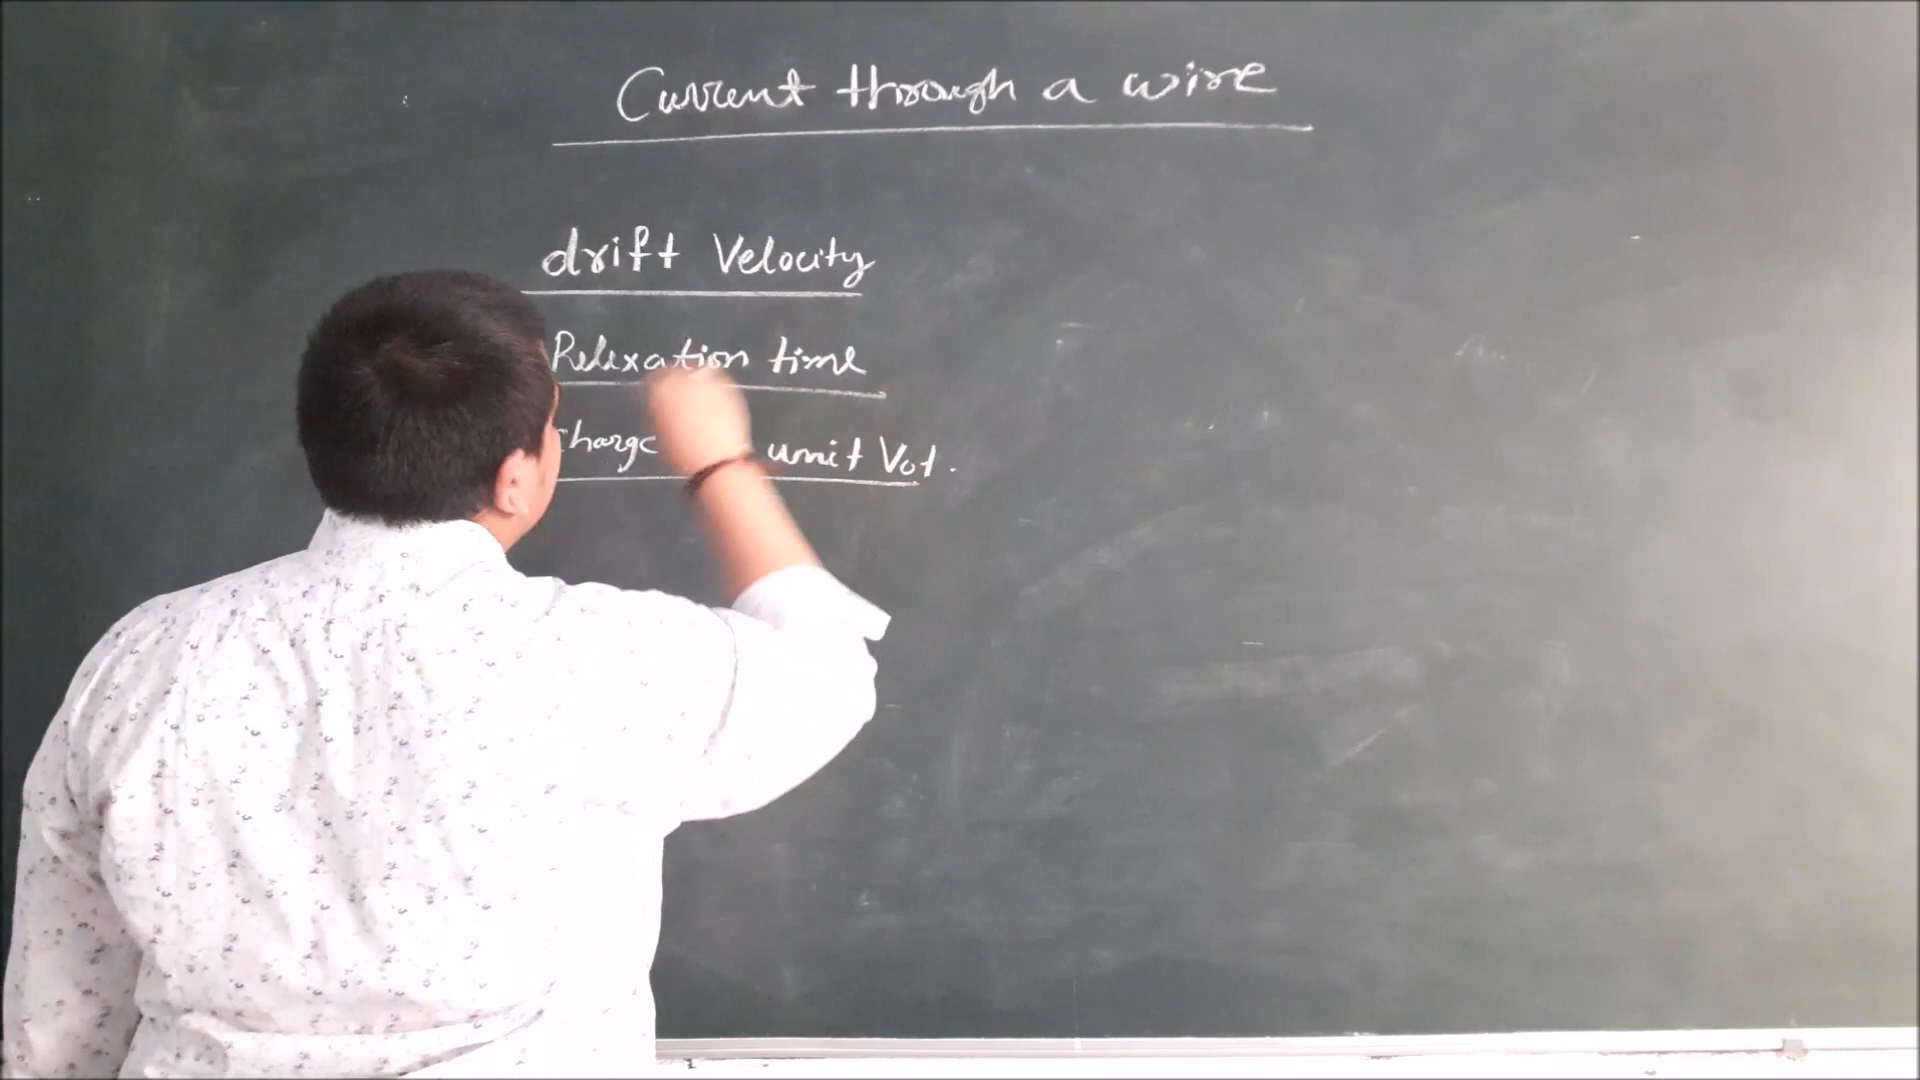 Current through a wire
drift Velocity
Relaxation time
Charge unit Vol.